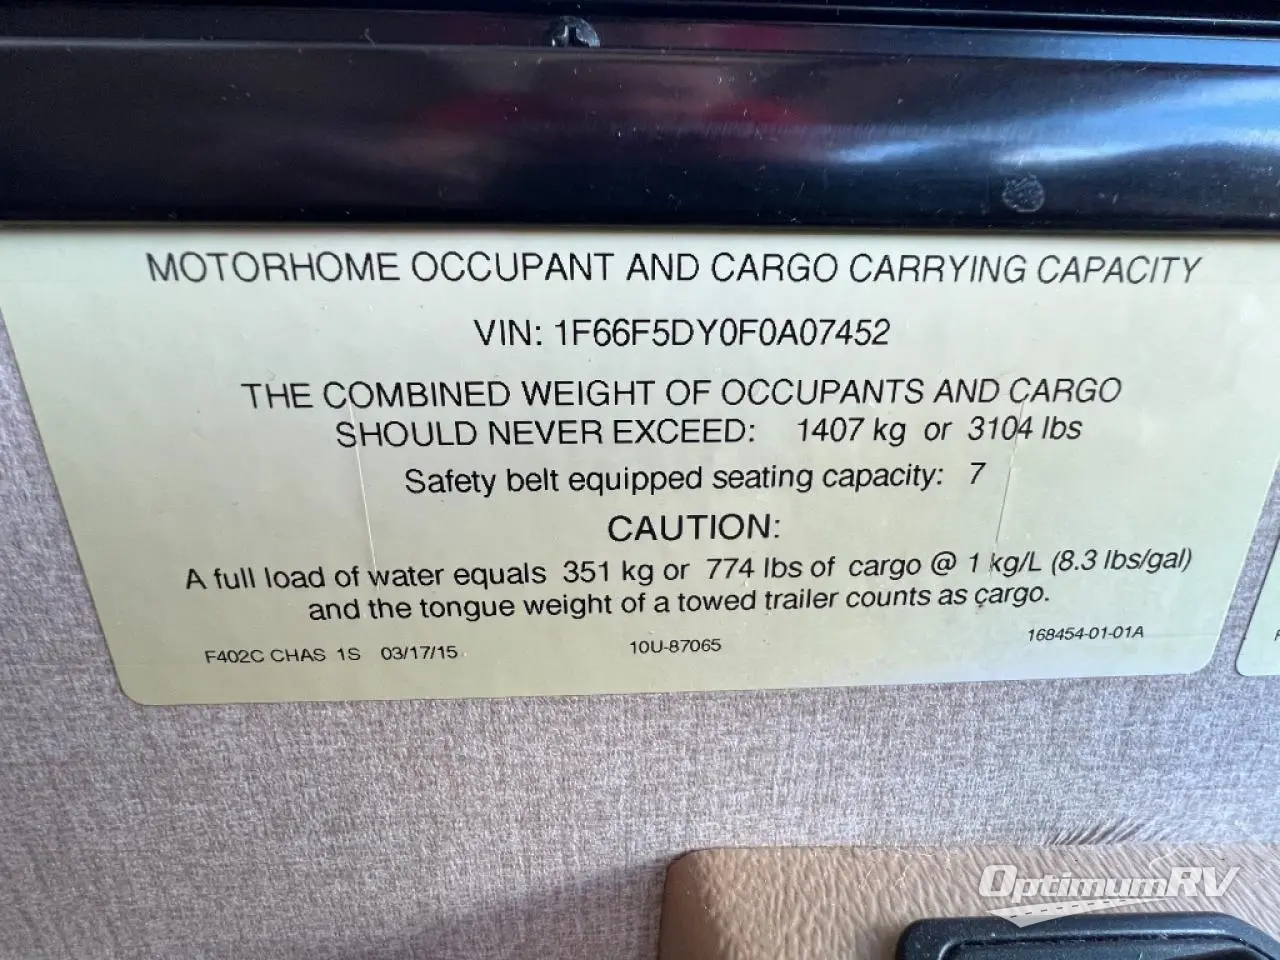 MOTORHOME OCCUPANT AND CARGO CARRYING CAPACITY
VIN: 1F66F5DY0F0A07452
THE COMBINED WEIGHT OF OCCUPANTS AND CARGO
SHOULD NEVER EXCEED: 1407 kg or 3104 lbs
Safety belt equipped seating capacity: 7
CAUTION:
A full load of water equals 351 kg or 774 lbs of cargo @ 1 kg/L (8.3 lbs/gal)
and the tongue weight of a towed trailer counts as cargo.
F402C CHAS 1S 03/17/15 10U-87065 168454-01-01A
OptimumRV